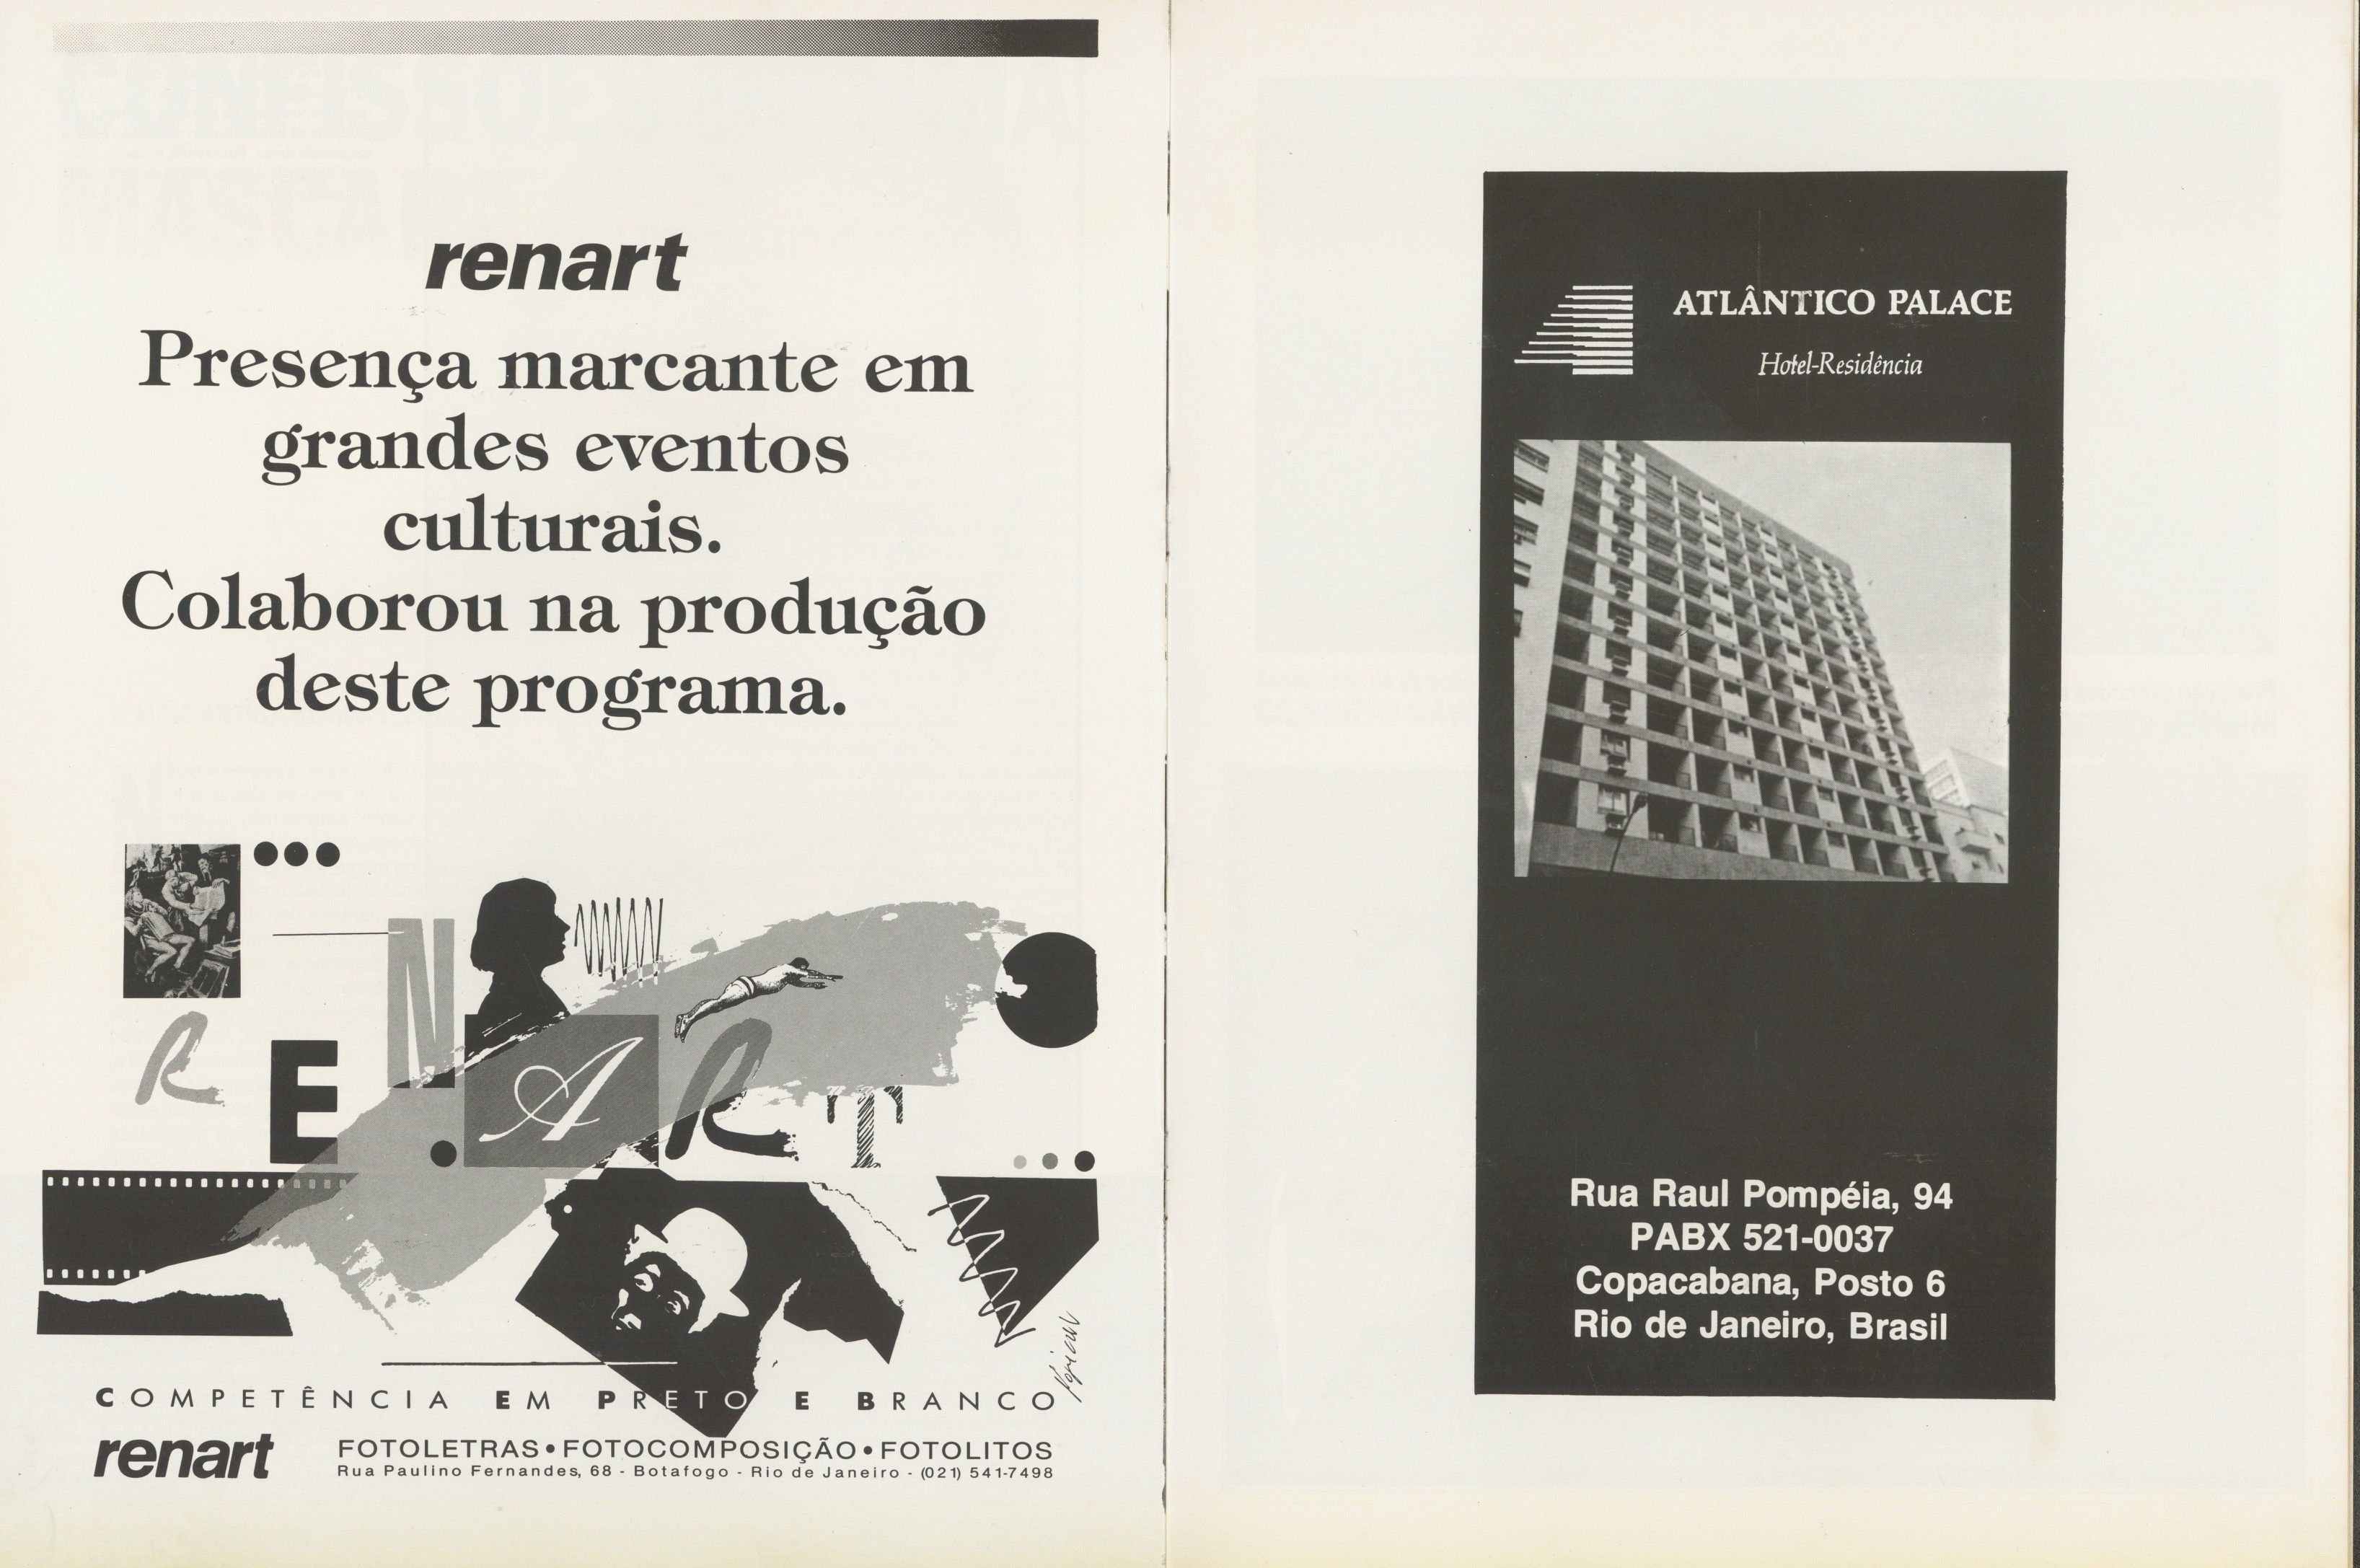 renart
Presença marcante em
grandes eventos
culturais.
Colaborou na produção
deste programa.
R E N A R T
COMPETÊNCIA EM PRETO E BRANCO
renart
FOTOLETRAS • FOTOCOMPOSIÇÃO • FOTOLITOS
Rua Paulino Fernandes, 68 - Botafogo - Rio de Janeiro - (021) 541-7498
ATLÂNTICO PALACE
Hotel-Residência
Rua Raul Pompéia, 94
PABX 521-0037
Copacabana, Posto 6
Rio de Janeiro, Brasil